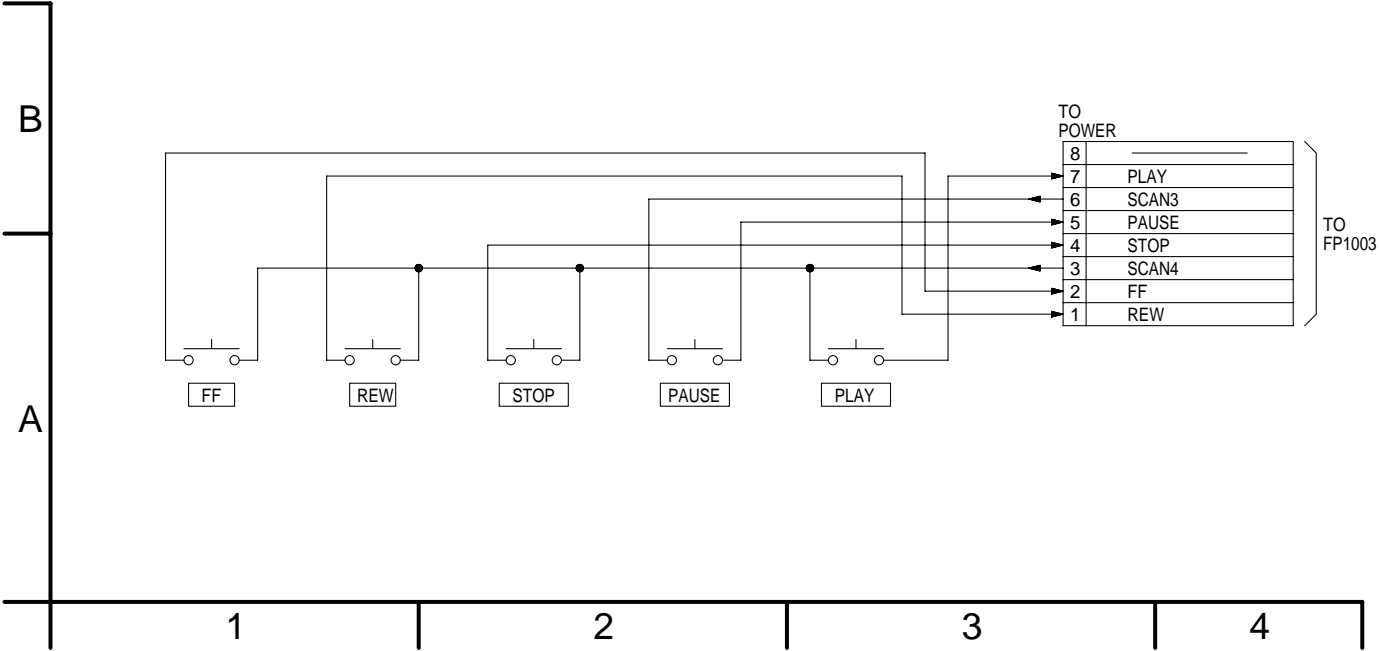 B
TO
POWER
8
7 PLAY
6 SCAN3
5 PAUSE
4 STOP
3 SCAN4
2 FF
1 REW
TO
FP1003
FF REW STOP PAUSE PLAY
A
1 2 3 4